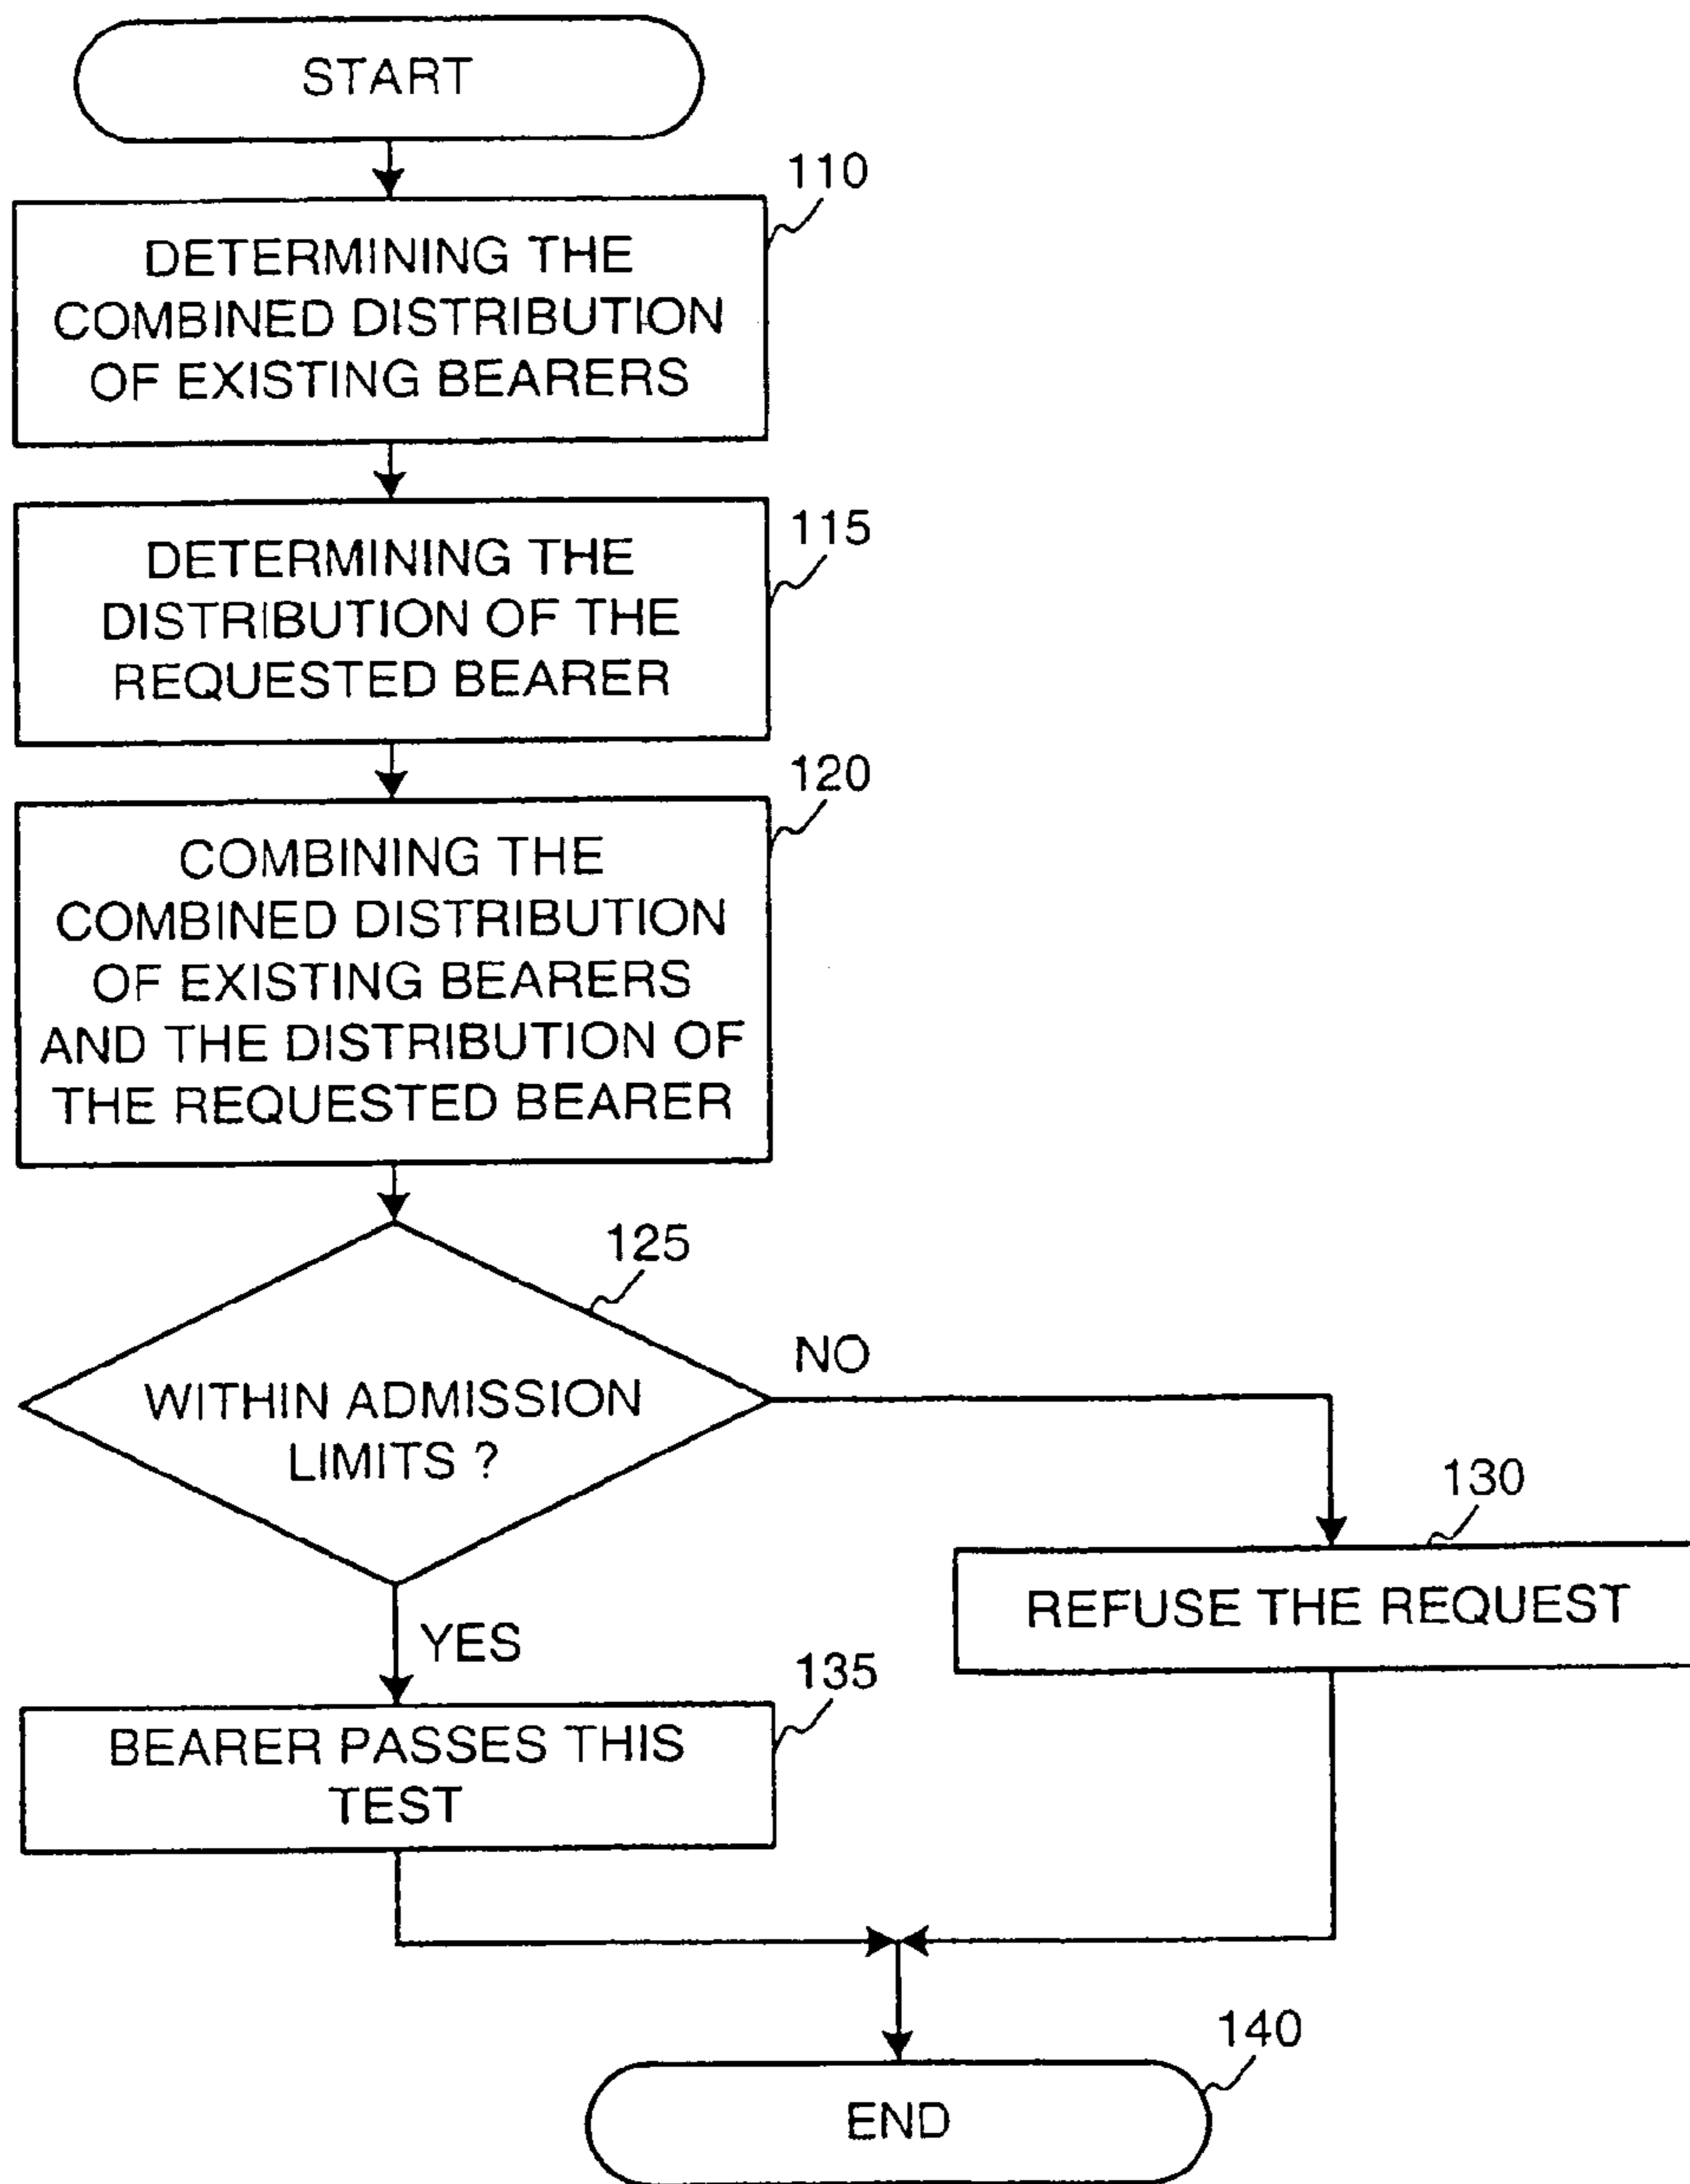 START
110
DETERMINING THE
COMBINED DISTRIBUTION
OF EXISTING BEARERS
115
DETERMINING THE
DISTRIBUTION OF THE
REQUESTED BEARER
120
COMBINING THE
COMBINED DISTRIBUTION
OF EXISTING BEARERS
AND THE DISTRIBUTION OF
THE REQUESTED BEARER
125
WITHIN ADMISSION
LIMITS ?
NO
130
REFUSE THE REQUEST
YES
135
BEARER PASSES THIS
TEST
140
END